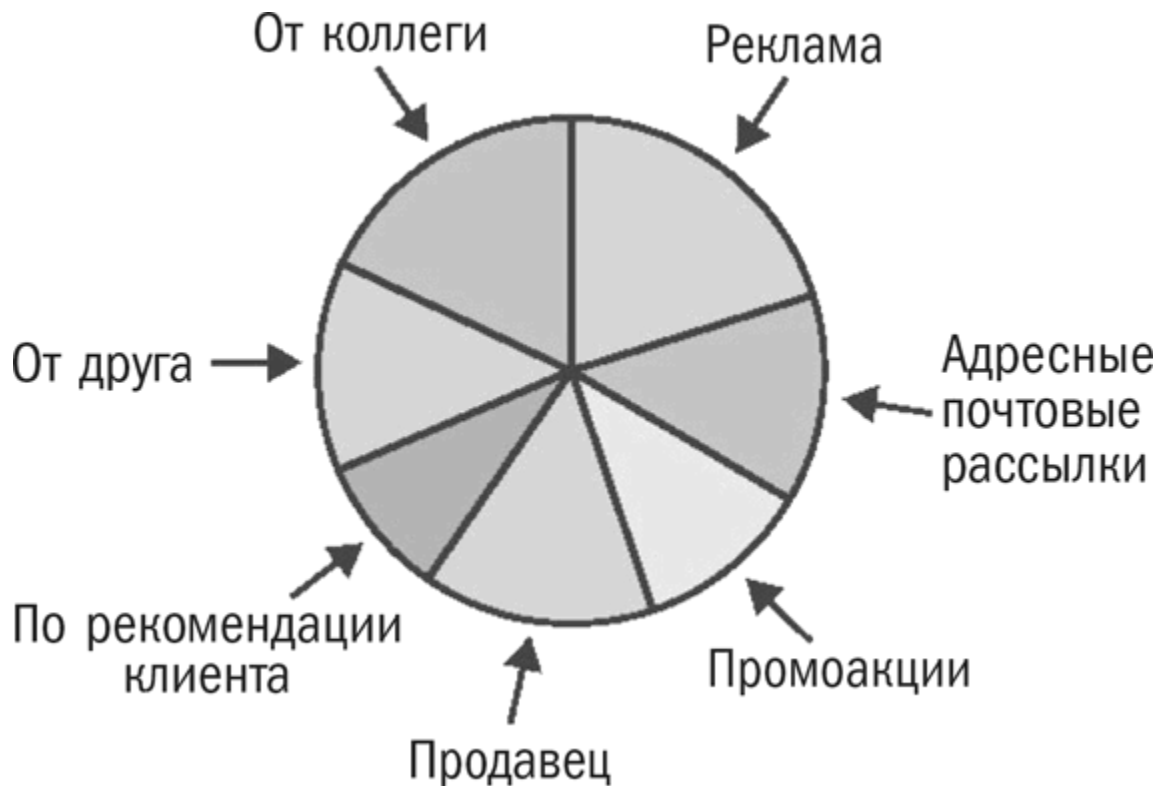 От коллеги
Реклама
От друга
Адресные
почтовые
рассылки
По рекомендации
клиента
Промоакции
Продавец